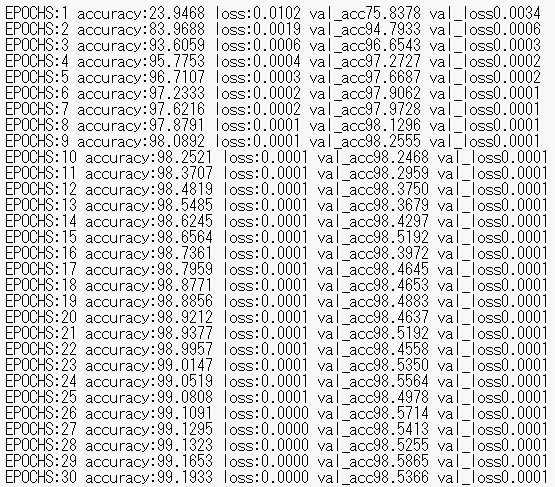 EPOCHS:1 accuracy:23.9468 loss:0.0102 val_acc75.8378 val_loss0.0034
EPOCHS:2 accuracy:83.9688 loss:0.0019 val_acc94.7933 val_loss0.0006
EPOCHS:3 accuracy:93.6059 loss:0.0006 val_acc96.6543 val_loss0.0003
EPOCHS:4 accuracy:95.7753 loss:0.0004 val_acc97.2727 val_loss0.0002
EPOCHS:5 accuracy:96.7107 loss:0.0003 val_acc97.6687 val_loss0.0002
EPOCHS:6 accuracy:97.2333 loss:0.0002 val_acc97.9062 val_loss0.0001
EPOCHS:7 accuracy:97.6216 loss:0.0002 val_acc97.9728 val_loss0.0001
EPOCHS:8 accuracy:97.8791 loss:0.0001 val_acc98.1296 val_loss0.0001
EPOCHS:9 accuracy:98.0892 loss:0.0001 val_acc98.2555 val_loss0.0001
EPOCHS:10 accuracy:98.2521 loss:0.0001 val_acc98.2468 val_loss0.0001
EPOCHS:11 accuracy:98.3707 loss:0.0001 val_acc98.2959 val_loss0.0001
EPOCHS:12 accuracy:98.4819 loss:0.0001 val_acc98.3750 val_loss0.0001
EPOCHS:13 accuracy:98.5485 loss:0.0001 val_acc98.3679 val_loss0.0001
EPOCHS:14 accuracy:98.6245 loss:0.0001 val_acc98.4297 val_loss0.0001
EPOCHS:15 accuracy:98.6564 loss:0.0001 val_acc98.5192 val_loss0.0001
EPOCHS:16 accuracy:98.7361 loss:0.0001 val_acc98.3972 val_loss0.0001
EPOCHS:17 accuracy:98.7959 loss:0.0001 val_acc98.4645 val_loss0.0001
EPOCHS:18 accuracy:98.8771 loss:0.0001 val_acc98.4653 val_loss0.0001
EPOCHS:19 accuracy:98.8856 loss:0.0001 val_acc98.4883 val_loss0.0001
EPOCHS:20 accuracy:98.9212 loss:0.0001 val_acc98.4637 val_loss0.0001
EPOCHS:21 accuracy:98.9377 loss:0.0001 val_acc98.5192 val_loss0.0001
EPOCHS:22 accuracy:98.9957 loss:0.0001 val_acc98.4558 val_loss0.0001
EPOCHS:23 accuracy:99.0147 loss:0.0001 val_acc98.5350 val_loss0.0001
EPOCHS:24 accuracy:99.0519 loss:0.0001 val_acc98.5564 val_loss0.0001
EPOCHS:25 accuracy:99.0808 loss:0.0001 val_acc98.4978 val_loss0.0001
EPOCHS:26 accuracy:99.1091 loss:0.0000 val_acc98.5714 val_loss0.0001
EPOCHS:27 accuracy:99.1295 loss:0.0000 val_acc98.5413 val_loss0.0001
EPOCHS:28 accuracy:99.1323 loss:0.0000 val_acc98.5255 val_loss0.0001
EPOCHS:29 accuracy:99.1653 loss:0.0000 val_acc98.5865 val_loss0.0001
EPOCHS:30 accuracy:99.1933 loss:0.0000 val_acc98.5366 val_loss0.0001